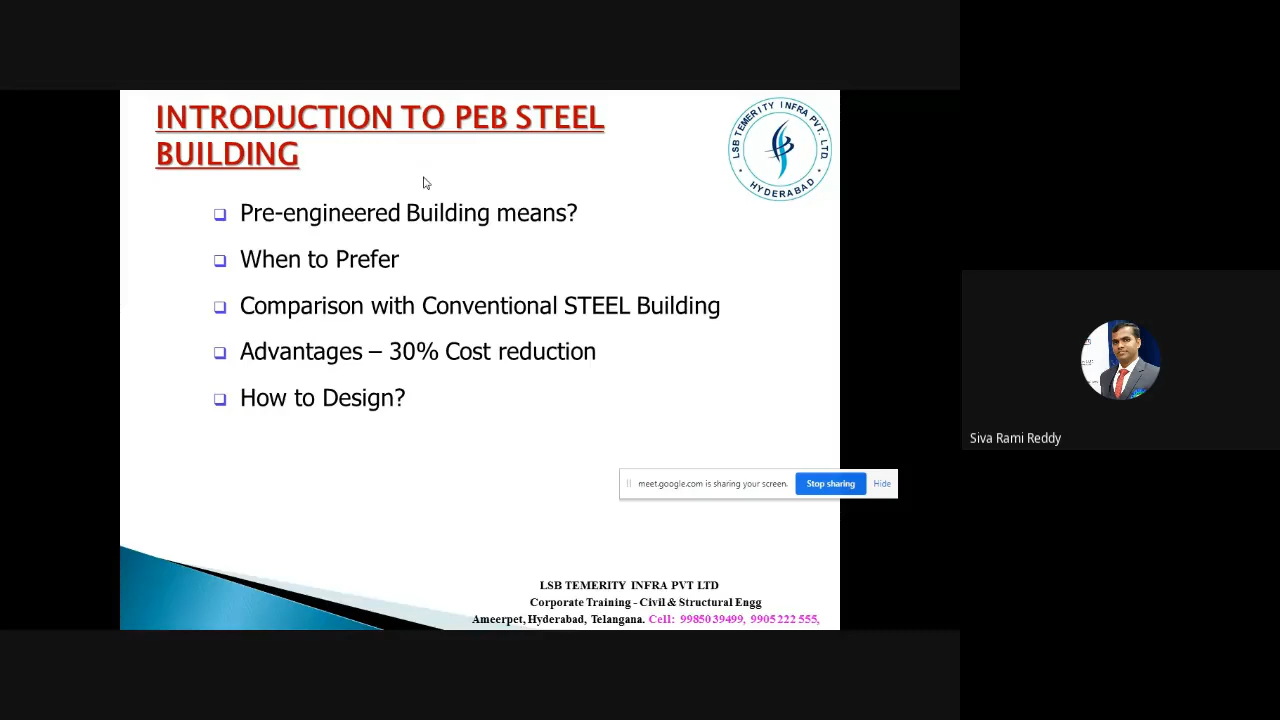 INTRODUCTION TO PEB STEEL
BUILDING
LSB TEMERITY INFRA PVT. LTD.
HYDERABAD
Pre-engineered Building means?
When to Prefer
Comparison with Conventional STEEL Building
Advantages – 30% Cost reduction
How to Design?
Siva Rami Reddy
meet.google.com is sharing your screen. Stop sharing Hide
LSB TEMERITY INFRA PVT LTD
Corporate Training - Civil & Structural Engg
Ameerpet, Hyderabad, Telangana. Cell: 99850 39499, 9905 222 555,